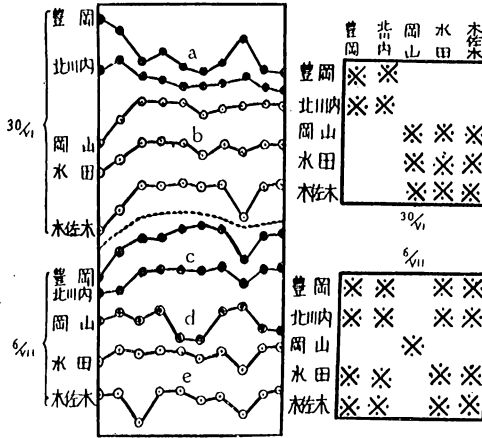 豊岡
北川内
30/VI
岡山
水田
木佐木
a
b
豊岡
北川内
6/VII
岡山
水田
木佐木
c
d
e
豊岡
北川内
岡山
水田
木佐木
豊岡
北川内
岡山
水田
木佐木
30/VI
6/VII
豊岡
北川内
岡山
水田
木佐木